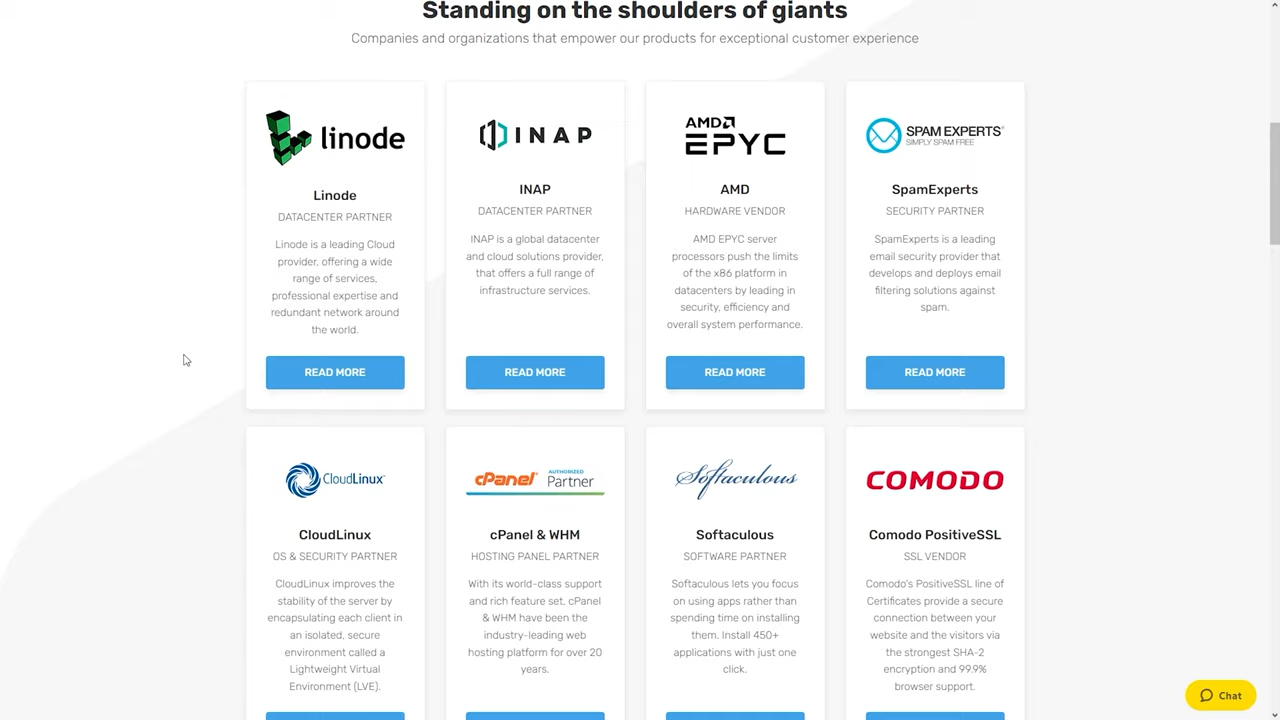 Standing on the shoulders of giants
Companies and organizations that empower our products for exceptional customer experience
linode
Linode
DATACENTER PARTNER
Linode is a leading Cloud
provider, offering a wide
range of services,
professional expertise and
redundant network around
the world.
READ MORE
INAP
INAP
DATACENTER PARTNER
INAP is a global datacenter
and cloud solutions provider,
that offers a full range of
infrastructure services.
READ MORE
AMD
EPYC
AMD
HARDWARE VENDOR
AMD EPYC server
processors push the limits
of the x86 platform in
datacenters by leading in
security, efficiency and
overall system performance.
READ MORE
SPAM EXPERTS
SIMPLY SPAM FREE
SpamExperts
SECURITY PARTNER
SpamExperts is a leading
email security provider that
develops and deploys email
filtering solutions against
spam.
READ MORE
CloudLinux
CloudLinux
OS & SECURITY PARTNER
CloudLinux improves the
stability of the server by
encapsulating each client in
an isolated, secure
environment called a
Lightweight Virtual
Environment (LVE).
cPanel AUTHORIZED
Partner
cPanel & WHM
HOSTING PANEL PARTNER
With its world-class support
and rich feature set, cPanel
& WHM have been the
industry-leading web
hosting platform for over 20
years.
Softaculous
Softaculous
SOFTWARE PARTNER
Softaculous lets you focus
on using apps rather than
spending time on installing
them. Install 450+
applications with just one
click.
COMODO
Comodo PositiveSSL
SSL VENDOR
Comodo's PositiveSSL line of
Certificates provide a secure
connection between your
website and the visitors via
the strongest SHA-2
encryption and 99.9%
browser support.
Chat